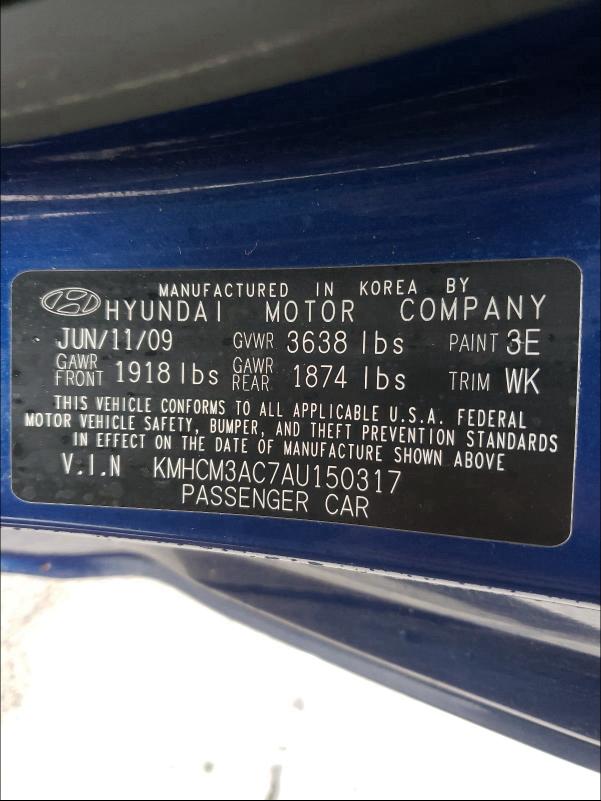 MANUFACTURED IN KOREA BY
HYUNDAI MOTOR COMPANY
JUN/11/09 GVWR 3638 lbs PAINT 3E
GAWR FRONT 1918 lbs GAWR REAR 1874 lbs TRIM WK
THIS VEHICLE CONFORMS TO ALL APPLICABLE U.S.A. FEDERAL
MOTOR VEHICLE SAFETY, BUMPER, AND THEFT PREVENTION STANDARDS
IN EFFECT ON THE DATE OF MANUFACTURE SHOWN ABOVE
V.I.N KMHCM3AC7AU150317
PASSENGER CAR